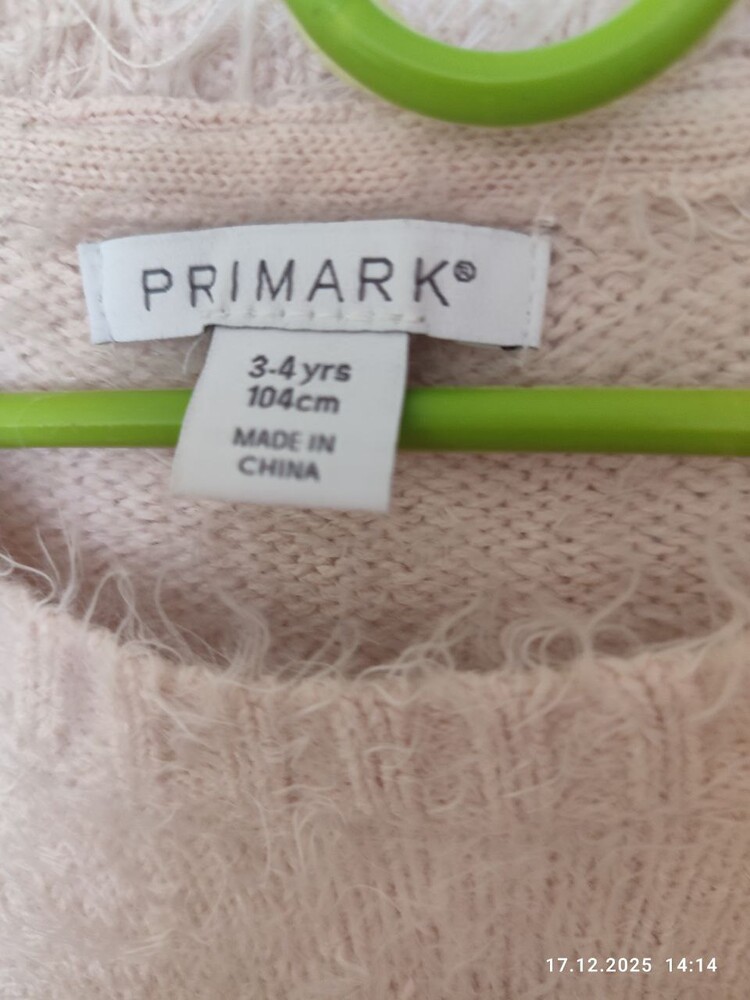 PRIMARK®
3-4 yrs
104cm
MADE IN
CHINA
17.12.2025 14:14